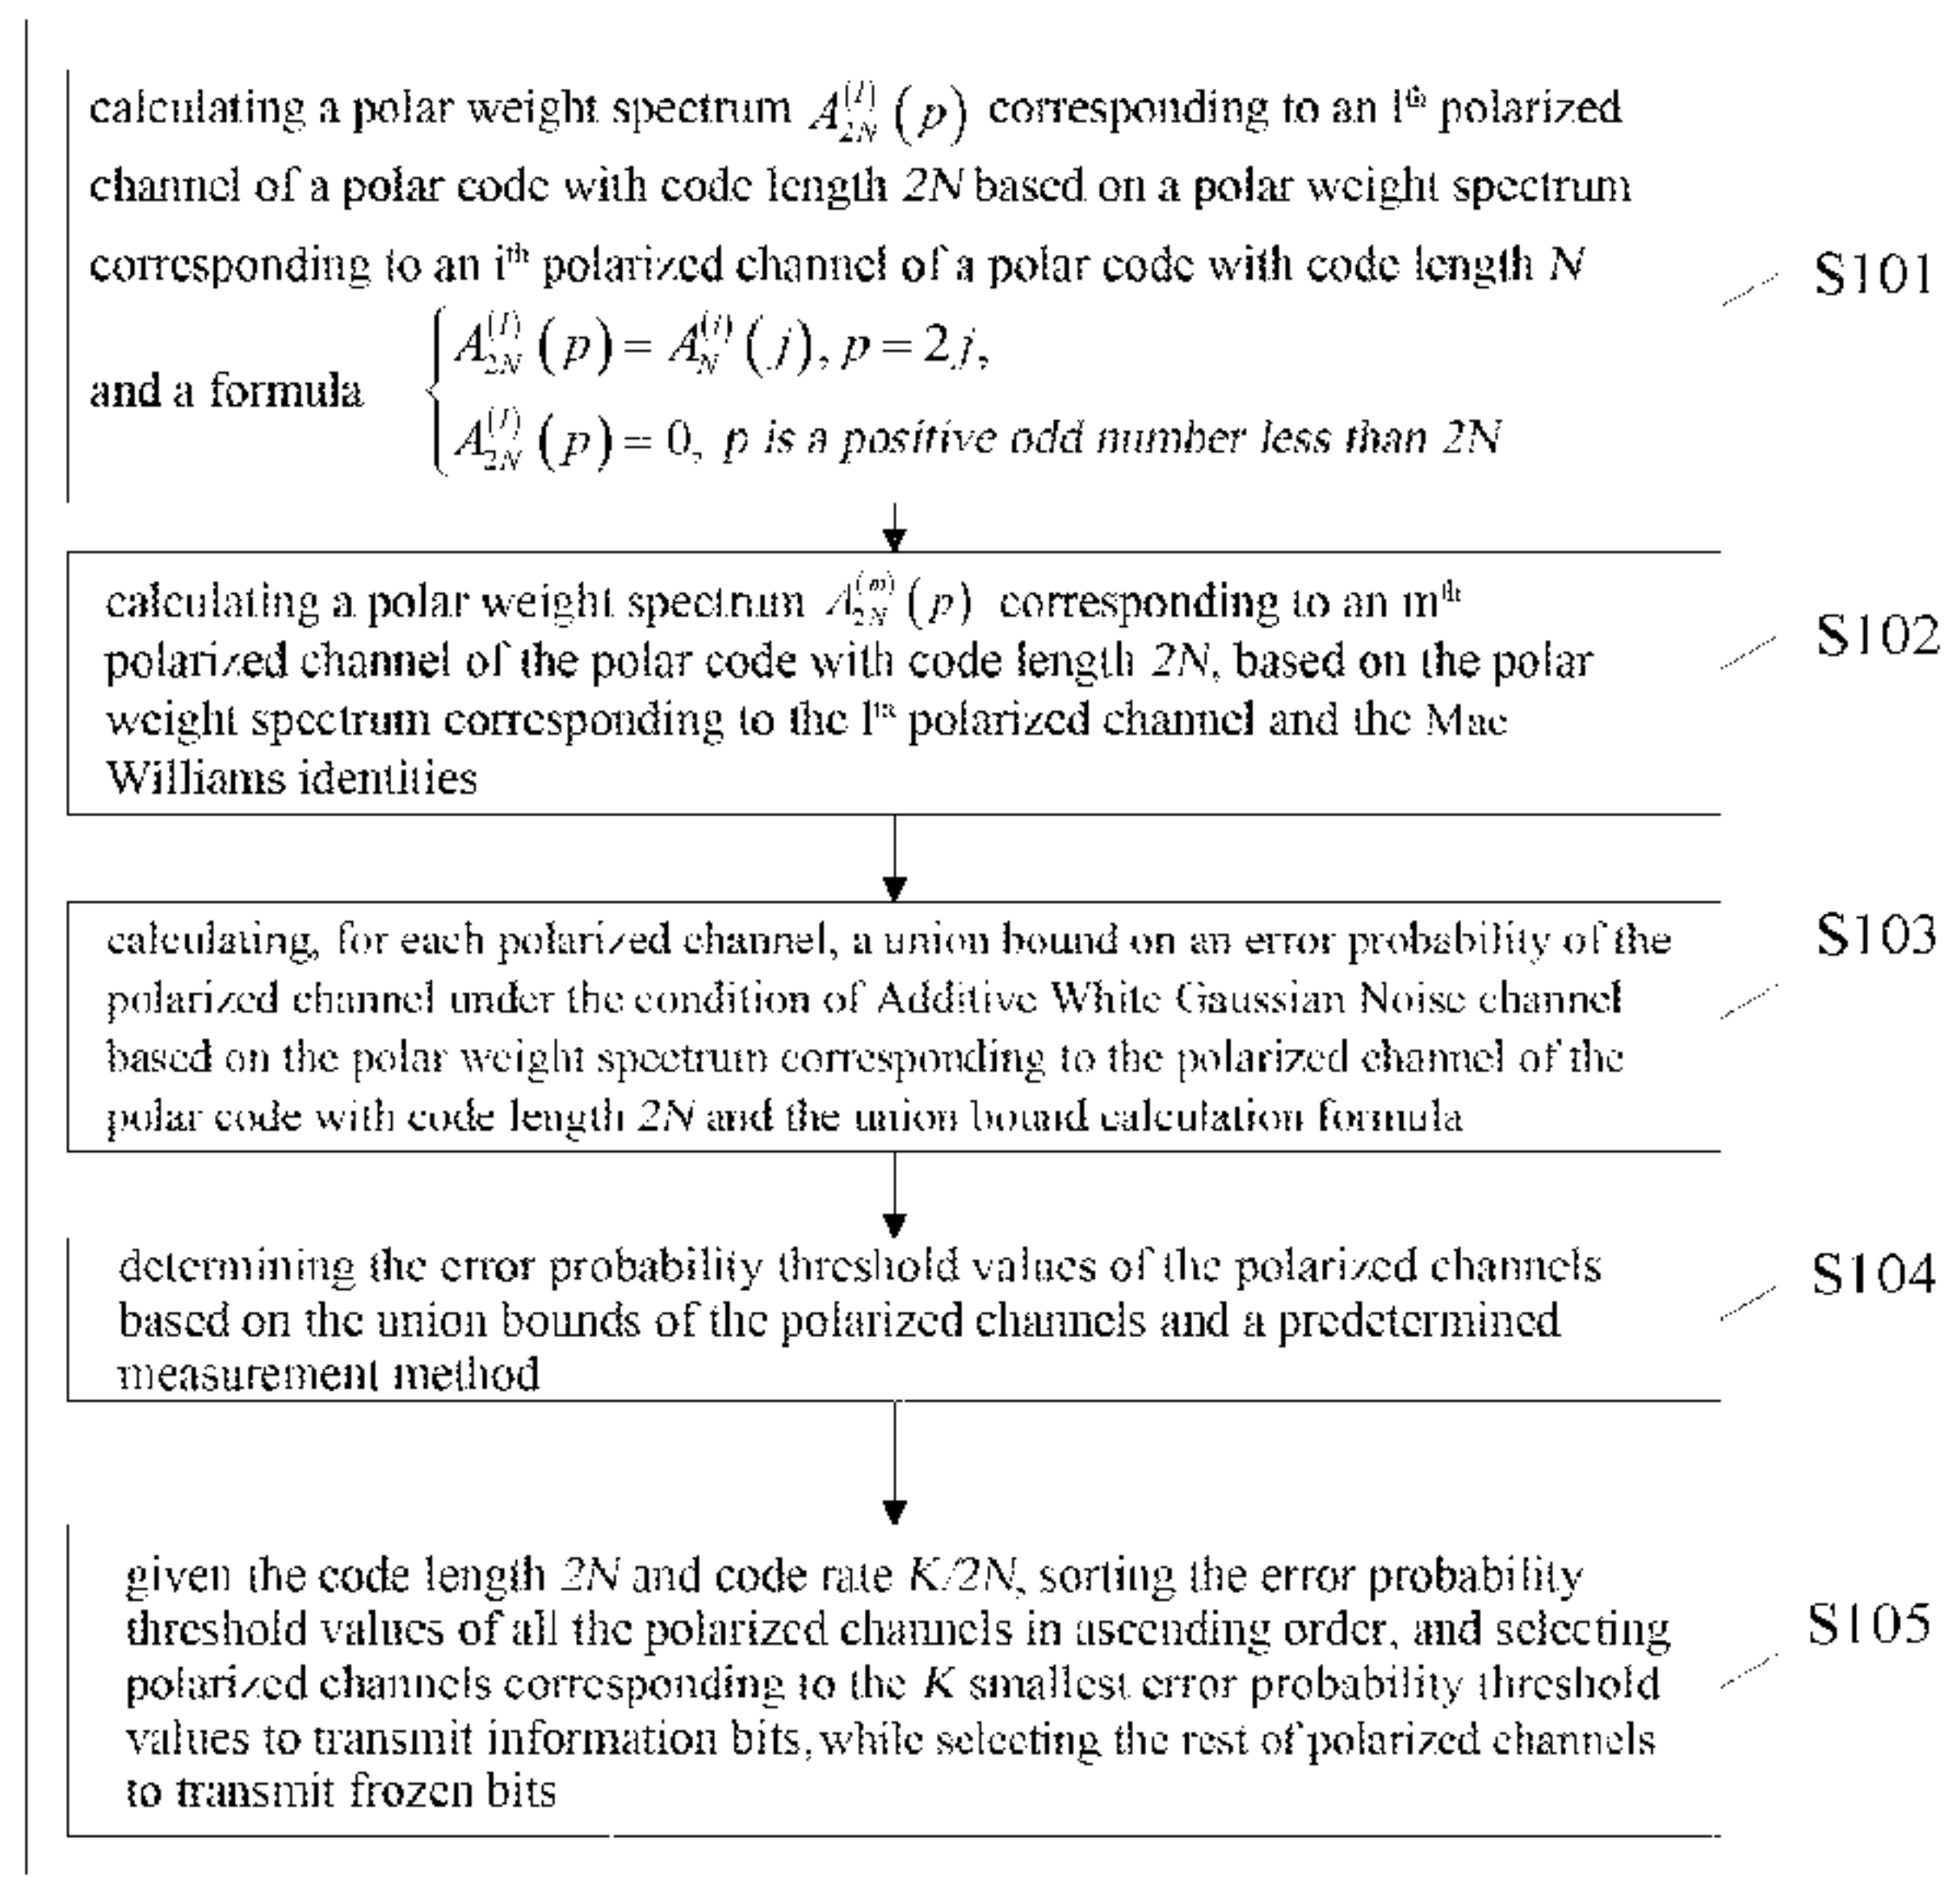 calculating a polar weight spectrum A_{2N}^{(l)}(p) corresponding to an l^{th} polarized
channel of a polar code with code length 2N based on a polar weight spectrum
corresponding to an i^{th} polarized channel of a polar code with code length N
S101
and a formula { A_{2N}^{(l)}(p) = A_{N}^{(i)}(j), p = 2j,
A_{2N}^{(l)}(p) = 0, p is a positive odd number less than 2N
calculating a polar weight spectrum A_{2N}^{(m)}(p) corresponding to an m^{th}
polarized channel of the polar code with code length 2N, based on the polar
weight spectrum corresponding to the l^{th} polarized channel and the Mac
Williams identities
S102
calculating, for each polarized channel, a union bound on an error probability of the
polarized channel under the condition of Additive White Gaussian Noise channel
based on the polar weight spectrum corresponding to the polarized channel of the
polar code with code length 2N and the union bound calculation formula
S103
determining the error probability threshold values of the polarized channels
based on the union bounds of the polarized channels and a predetermined
measurement method
S104
given the code length 2N and code rate K/2N, sorting the error probability
threshold values of all the polarized channels in ascending order, and selecting
polarized channels corresponding to the K smallest error probability threshold
values to transmit information bits, while selecting the rest of polarized channels
to transmit frozen bits
S105